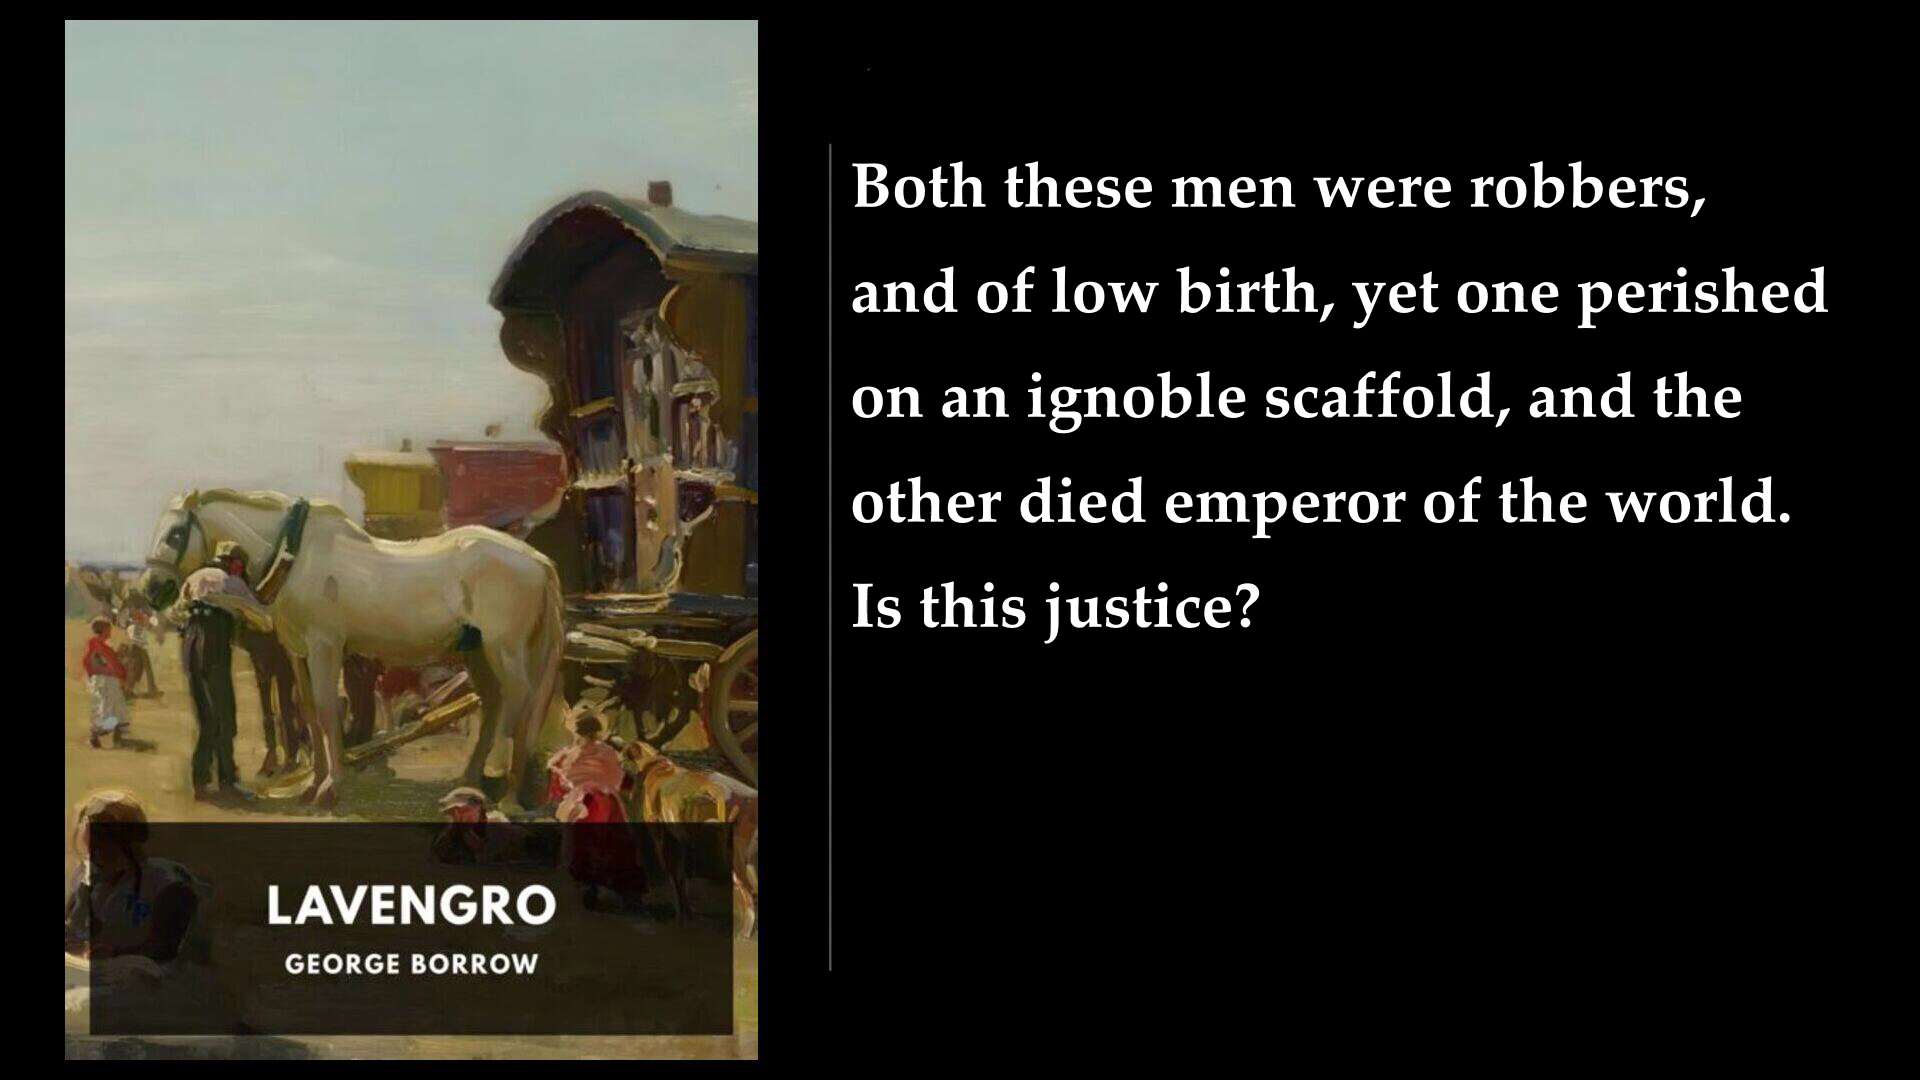 Both these men were robbers,
and of low birth, yet one perished
on an ignoble scaffold, and the
other died emperor of the world.
Is this justice?
LAVENGRO
GEORGE BORROW